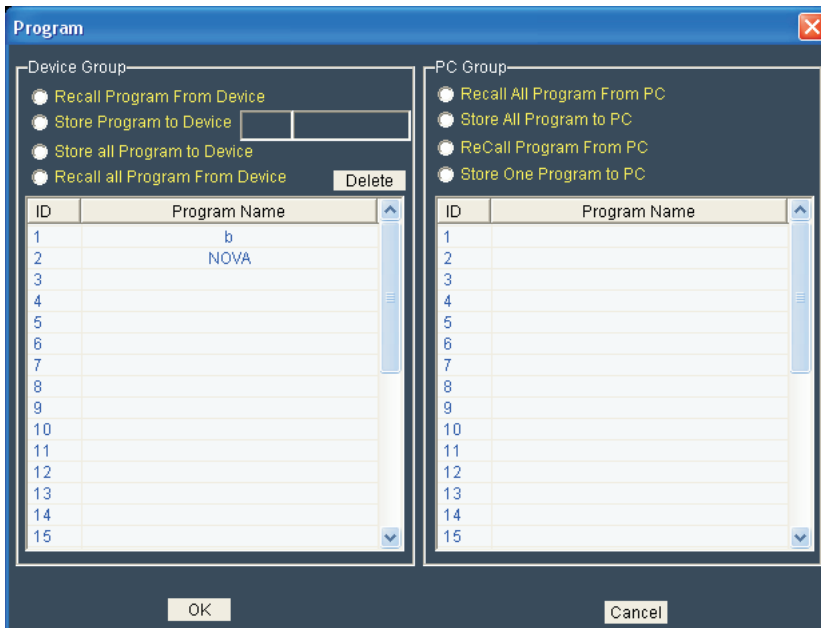 Program
Device Group
Recall Program From Device
Store Program to Device
Store all Program to Device
Recall all Program From Device
Delete
ID Program Name
1 b
2 NOVA
3
4
5
6
7
8
9
10
11
12
13
14
15
PC Group
Recall All Program From PC
Store All Program to PC
ReCall Program From PC
Store One Program to PC
ID Program Name
1
2
3
4
5
6
7
8
9
10
11
12
13
14
15
OK
Cancel